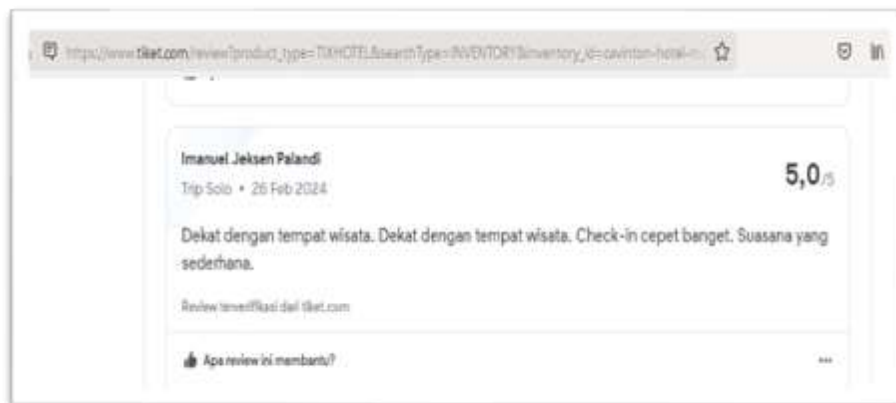 https://www.tiket.com/review?product_type=TIXHOTEL&searchType=INVENTORY&inventory_id=cavinton-hotel-
Imanuel Jeksen Palandi
5,0/5
Trip Solo • 26 Feb 2024
Dekat dengan tempat wisata. Dekat dengan tempat wisata. Check-in cepet banget. Suasana yang
sederhana.
Review terverifikasi dari tiket.com
Apa review ini membantu?